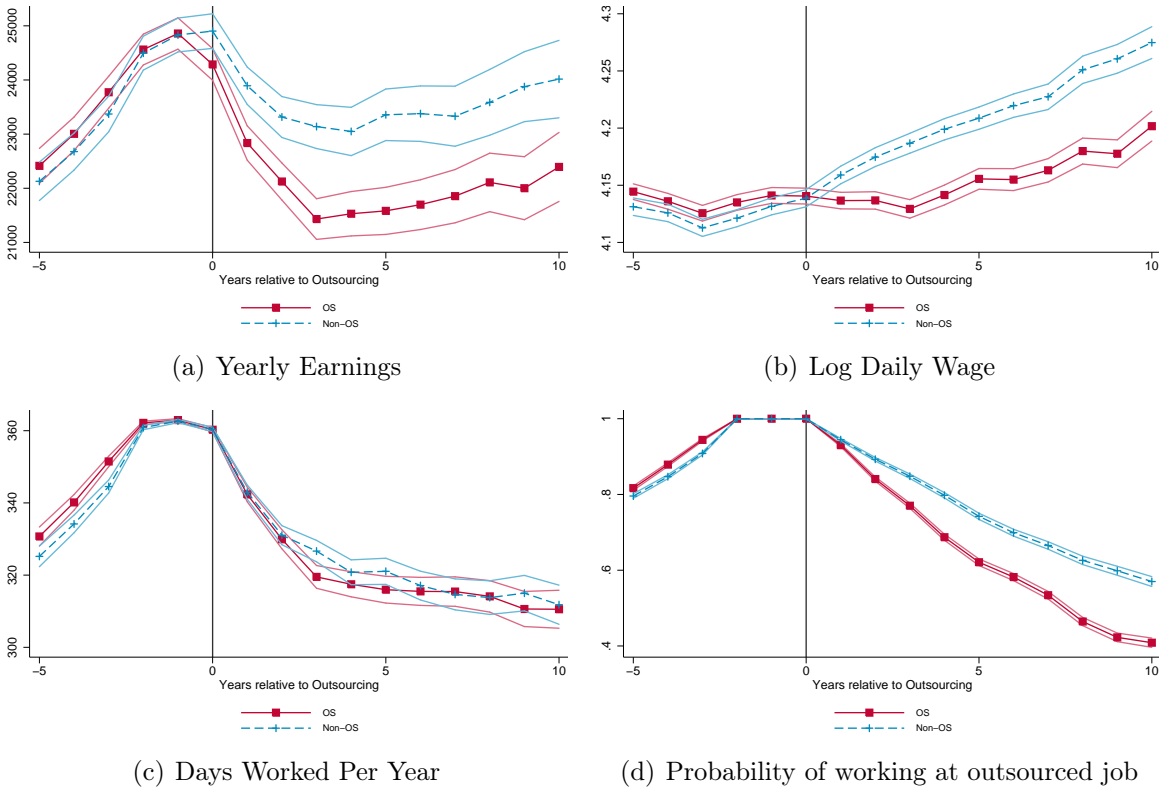 25000
24000
23000
22000
21000
−5
0
5
10
Years relative to Outsourcing
OS
Non−OS
(a) Yearly Earnings
4.3
4.25
4.2
4.15
4.1
−5
0
5
10
Years relative to Outsourcing
OS
Non−OS
(b) Log Daily Wage
360
340
320
300
−5
0
5
10
Years relative to Outsourcing
OS
Non−OS
(c) Days Worked Per Year
1
.8
.6
.4
−5
0
5
10
Years relative to Outsourcing
OS
Non−OS
(d) Probability of working at outsourced job